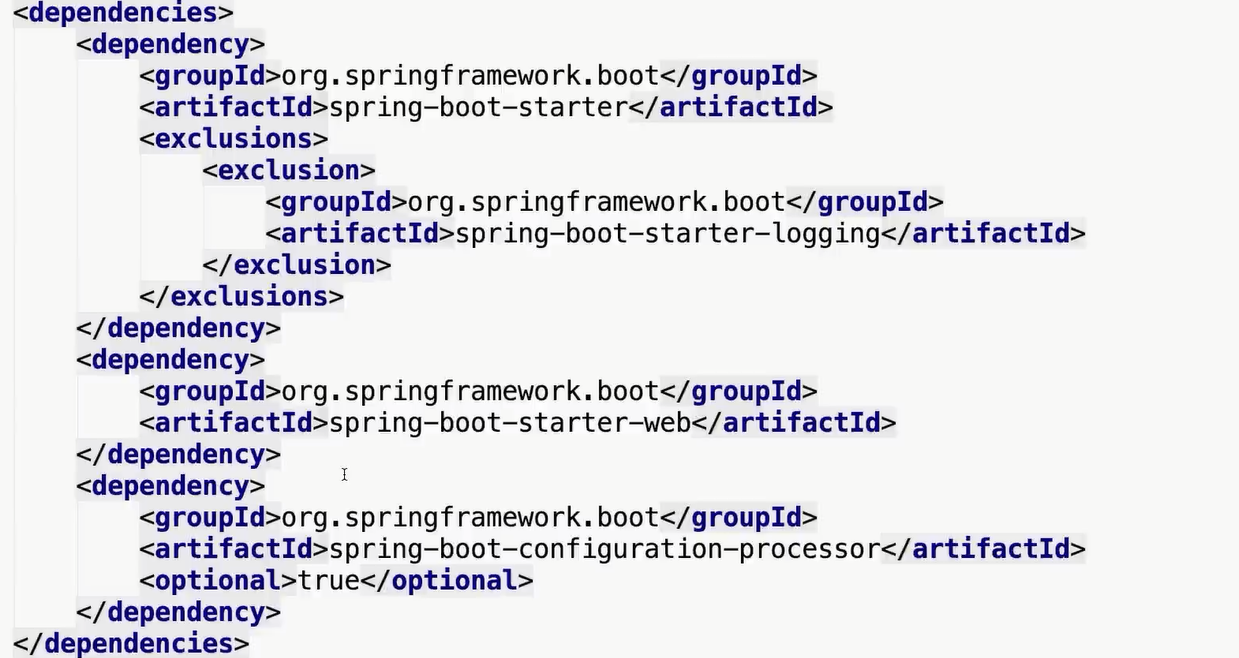 <dependencies>
    <dependency>
        <groupId>org.springframework.boot</groupId>
        <artifactId>spring-boot-starter</artifactId>
        <exclusions>
            <exclusion>
                <groupId>org.springframework.boot</groupId>
                <artifactId>spring-boot-starter-logging</artifactId>
            </exclusion>
        </exclusions>
    </dependency>
    <dependency>
        <groupId>org.springframework.boot</groupId>
        <artifactId>spring-boot-starter-web</artifactId>
    </dependency>
    <dependency>
        <groupId>org.springframework.boot</groupId>
        <artifactId>spring-boot-configuration-processor</artifactId>
        <optional>true</optional>
    </dependency>
</dependencies>